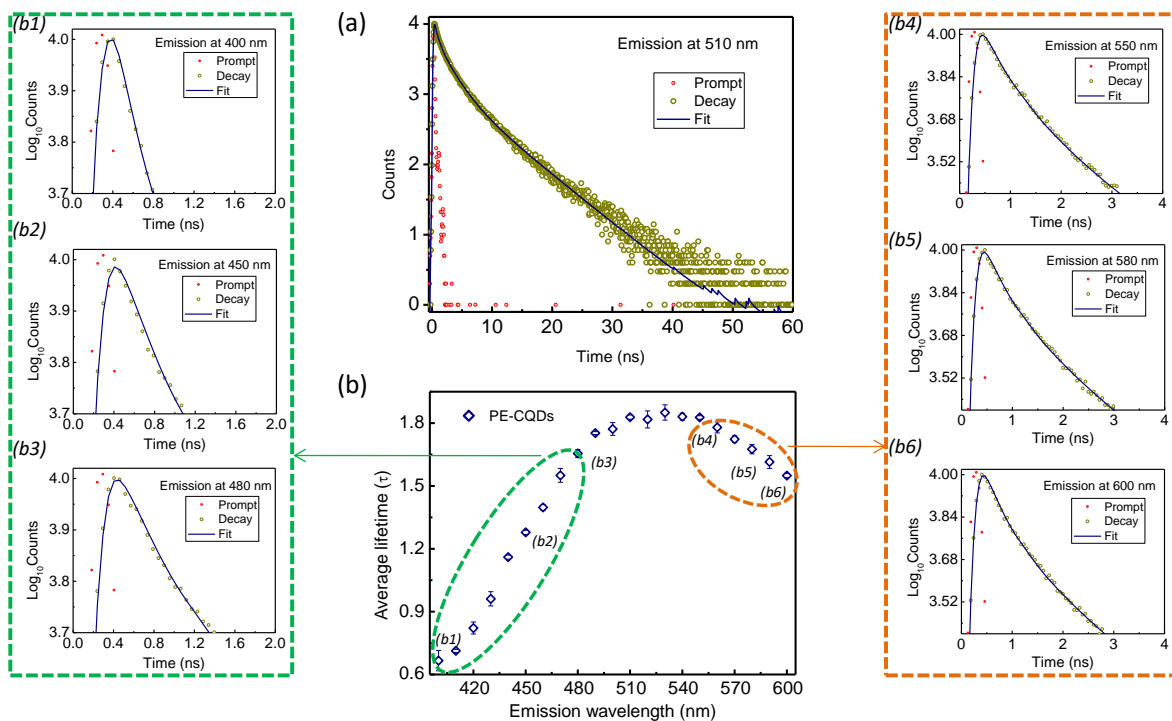 (b1)
Emission at 400 nm
Prompt
Decay
Fit
4.0
3.9
3.8
3.7
Log10Counts
0.0 0.4 0.8 1.2 1.6 2.0
Time (ns)
(b2)
Emission at 450 nm
Prompt
Decay
Fit
4.0
3.9
3.8
3.7
Log10Counts
0.0 0.4 0.8 1.2 1.6 2.0
Time (ns)
(b3)
Emission at 480 nm
Prompt
Decay
Fit
4.0
3.9
3.8
3.7
Log10Counts
0.0 0.4 0.8 1.2 1.6 2.0
Time (ns)
(a)
Emission at 510 nm
Prompt
Decay
Fit
4
3
2
1
0
Counts
0 10 20 30 40 50 60
Time (ns)
(b)
PE-CQDs
1.8
1.5
1.2
0.9
0.6
Average lifetime (τ)
(b1)
(b2)
(b3)
(b4)
(b5)
(b6)
420 450 480 510 540 570 600
Emission wavelength (nm)
(b4)
Emission at 550 nm
Prompt
Decay
Fit
4.00
3.84
3.68
3.52
Log10Counts
0 1 2 3 4
Time (ns)
(b5)
Emission at 580 nm
Prompt
Decay
Fit
4.00
3.84
3.68
3.52
Log10Counts
0 1 2 3 4
Time (ns)
(b6)
Emission at 600 nm
Prompt
Decay
Fit
4.00
3.84
3.68
3.52
Log10Counts
0 1 2 3 4
Time (ns)